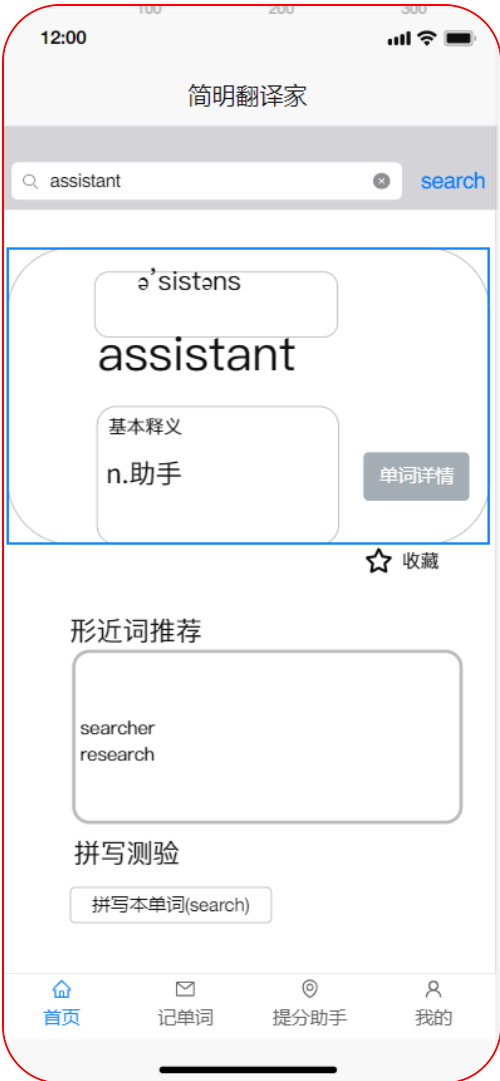 100 200 300
12:00
简明翻译家
assistant
search
ə'sistəns
assistant
基本释义
n.助手
单词详情
收藏
形近词推荐
searcher
research
拼写测验
拼写本单词(search)
首页 记单词 提分助手 我的